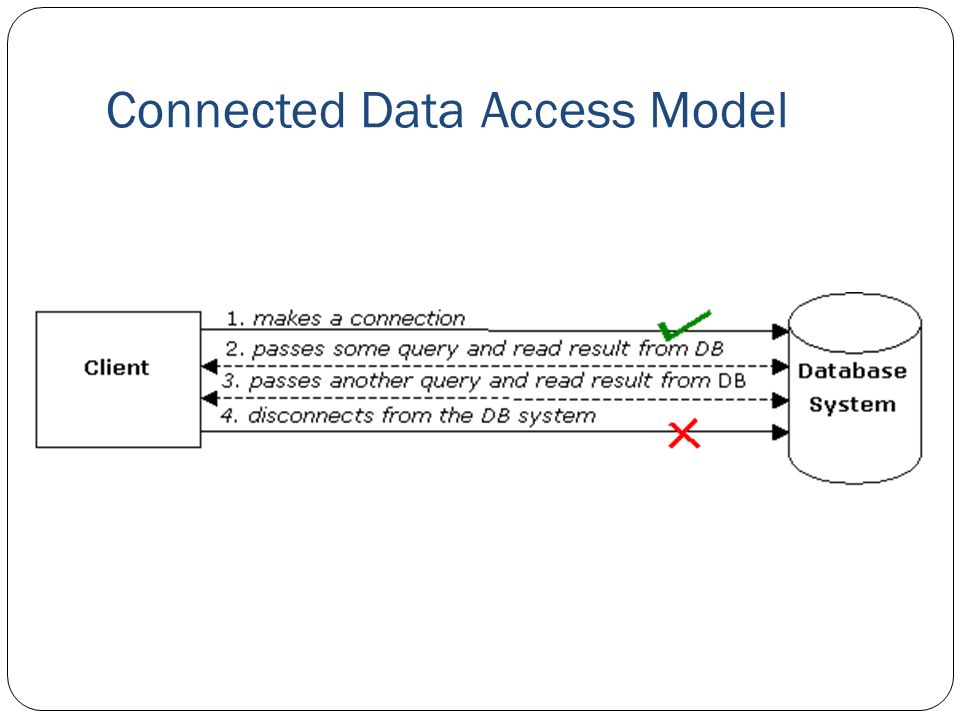 Connected Data Access Model
Client
1. makes a connection
2. passes some query and read result from DB
3. passes another query and read result from DB
4. disconnects from the DB system
Database
System